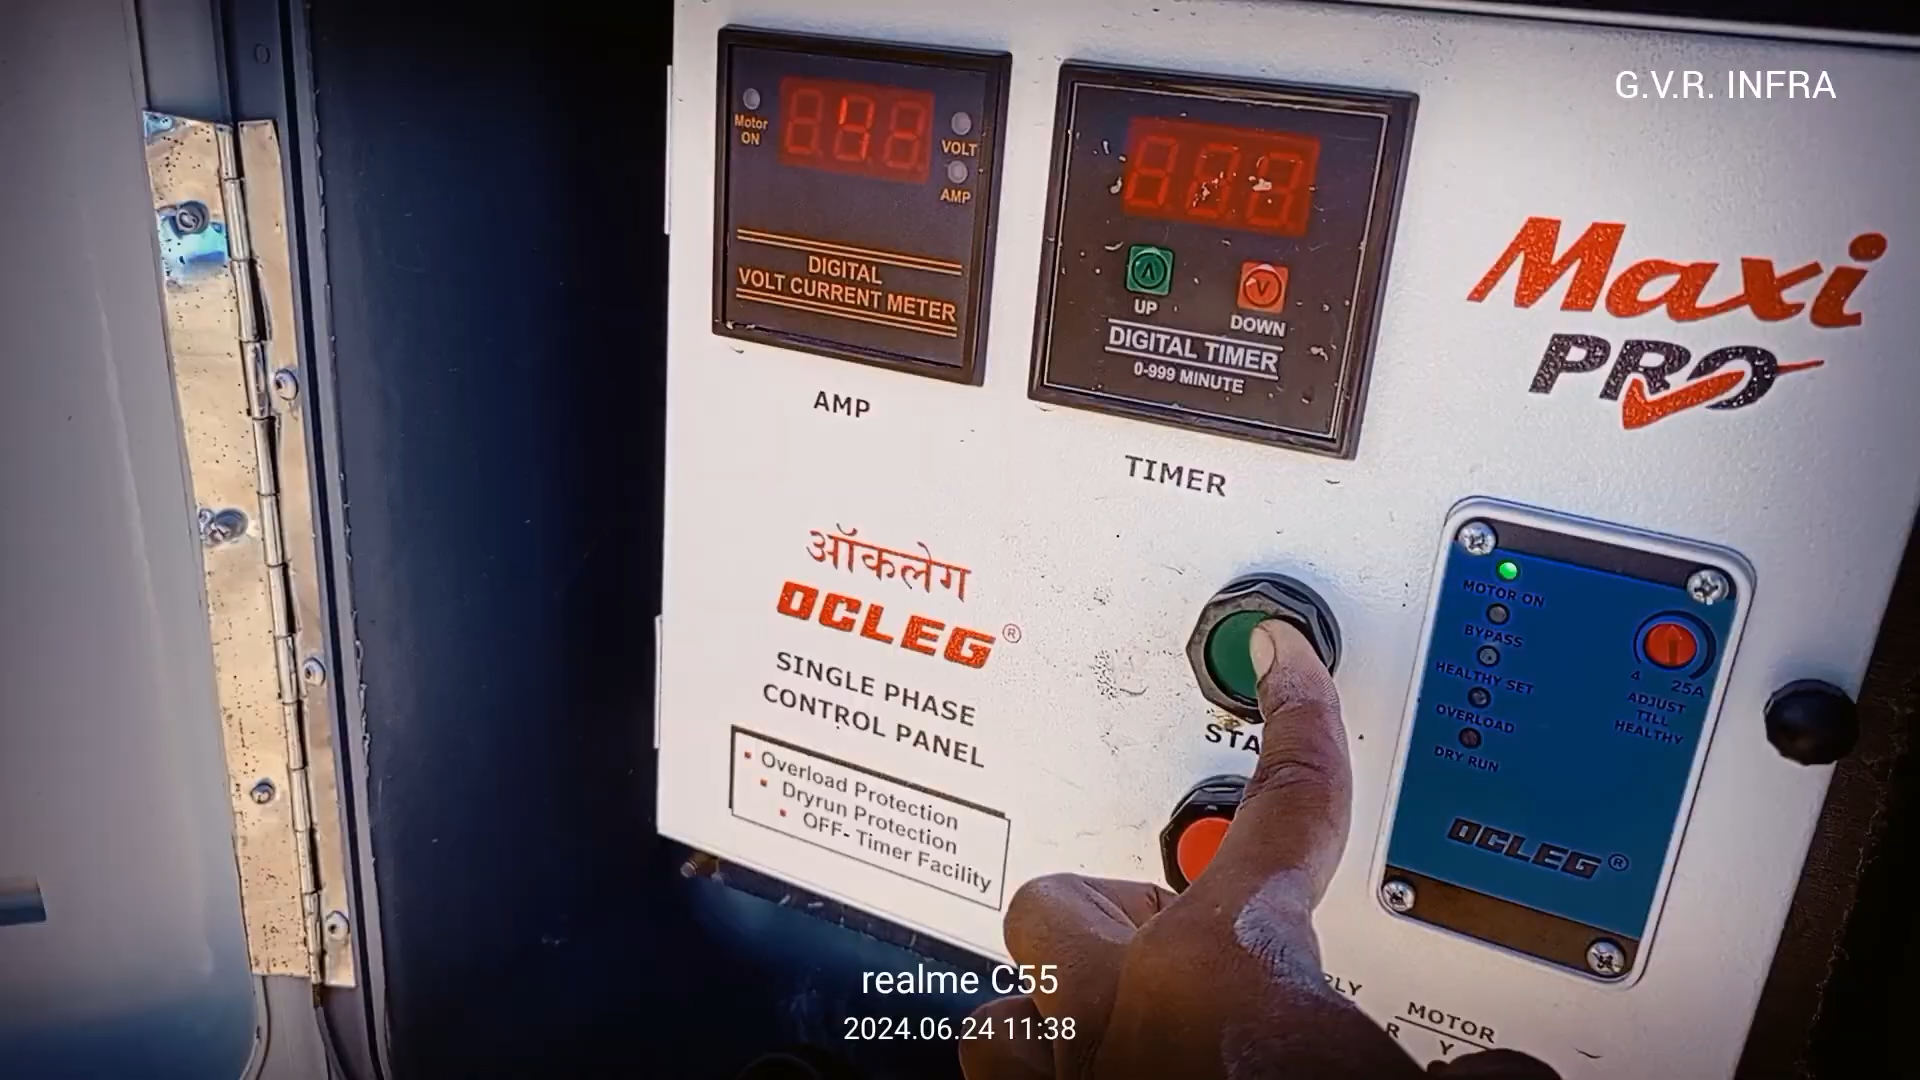 G.V.R. INFRA
Motor
ON
VOLT
AMP
DIGITAL
VOLT CURRENT METER
AMP
UP
DOWN
DIGITAL TIMER
0-999 MINUTE
TIMER
Maxi
PRO
ऑकलेग
OCLEG®
SINGLE PHASE
CONTROL PANEL
Overload Protection
Dryrun Protection
OFF- Timer Facility
MOTOR ON
BYPASS
HEALTHY SET
OVERLOAD
DRY RUN
4 25A
ADJUST
TILL
HEALTHY
OCLEG®
MOTOR
R Y
realme C55
2024.06.24 11:38